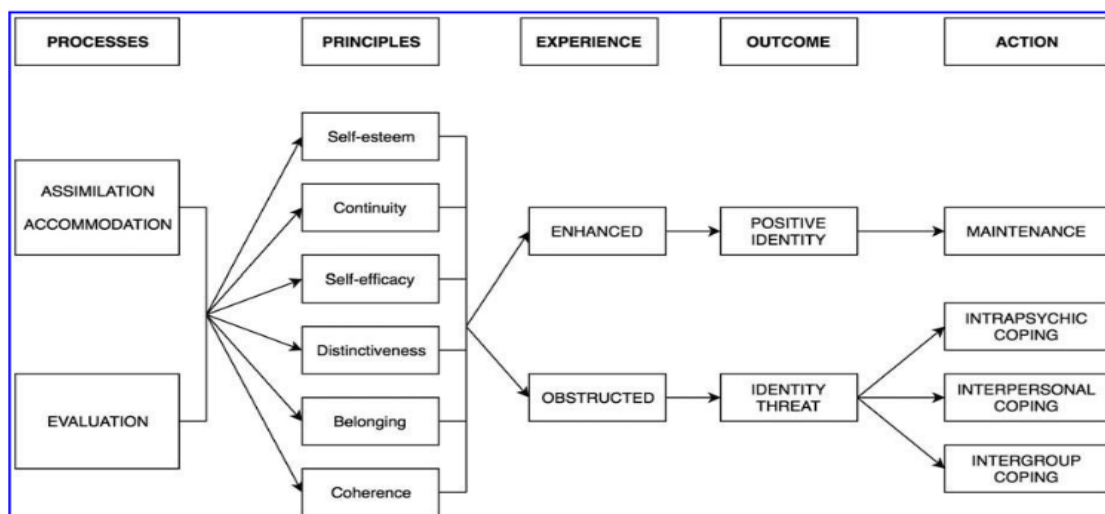 PROCESSES
PRINCIPLES
EXPERIENCE
OUTCOME
ACTION
ASSIMILATION
ACCOMMODATION
EVALUATION
Self-esteem
Continuity
Self-efficacy
Distinctiveness
Belonging
Coherence
ENHANCED
OBSTRUCTED
POSITIVE
IDENTITY
IDENTITY
THREAT
MAINTENANCE
INTRAPSYCHIC
COPING
INTERPERSONAL
COPING
INTERGROUP
COPING